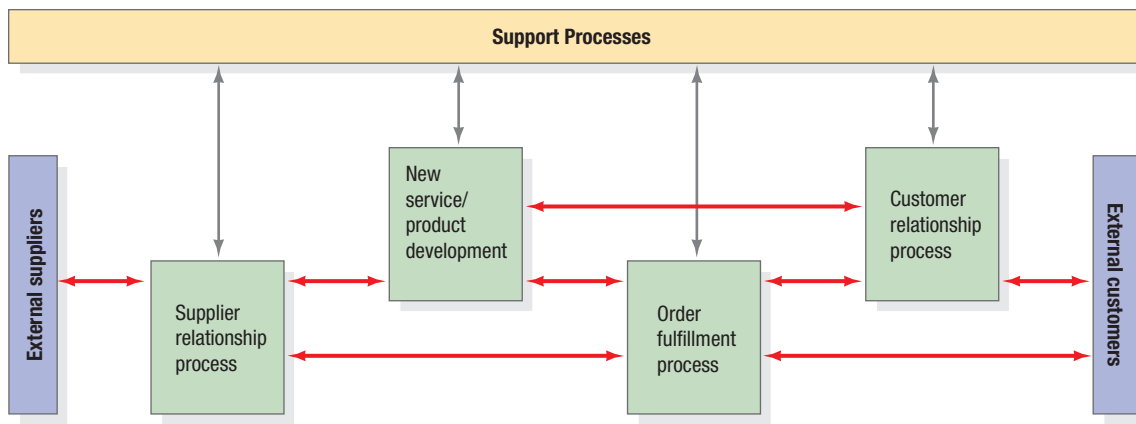 Support Processes
External suppliers
Supplier
relationship
process
New
service/
product
development
Order
fulfillment
process
Customer
relationship
process
External customers